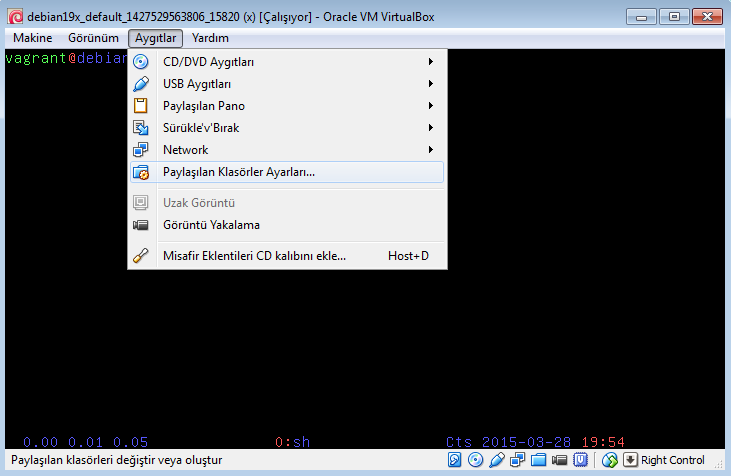 debian19x_default_1427529563806_15820 (x) [Çalışıyor] - Oracle VM VirtualBox
Makine Görünüm Aygıtlar Yardım
vagrant@debian
CD/DVD Aygıtları
USB Aygıtları
Paylaşılan Pano
Sürükle'v'Bırak
Network
Paylaşılan Klasörler Ayarları...
Uzak Görüntü
Görüntü Yakalama
Misafir Eklentileri CD kalıbını ekle... Host+D
0.00 0.01 0.05 0:sh Cts 2015-03-28 19:54
Paylaşılan klasörleri değiştir veya oluştur Right Control